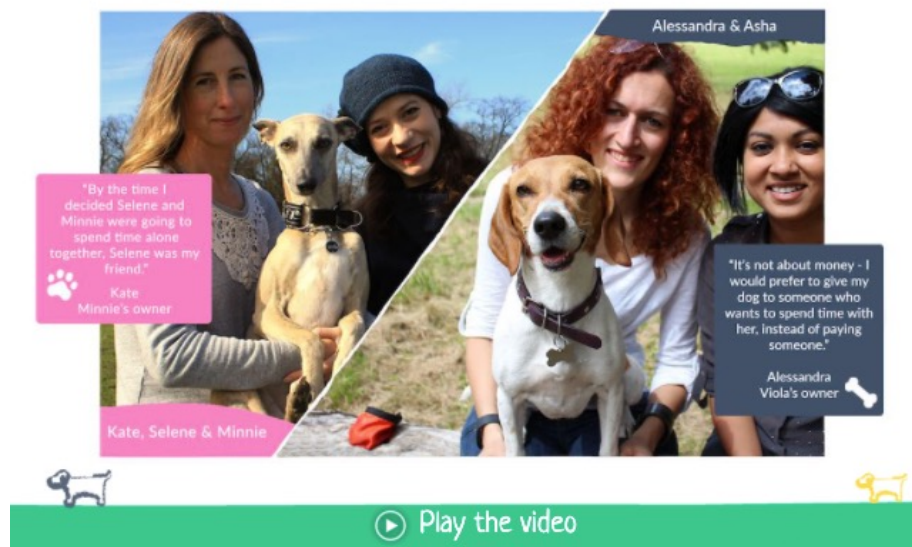 Alessandra & Asha
"By the time I
decided Selene and
Minnie were going to
spend time alone
together, Selene was my
friend."
Kate
Minnie's owner
"It's not about money - I
would prefer to give my
dog to someone who
wants to spend time with
her, instead of paying
someone."
Alessandra
Viola's owner
Kate, Selene & Minnie
Play the video